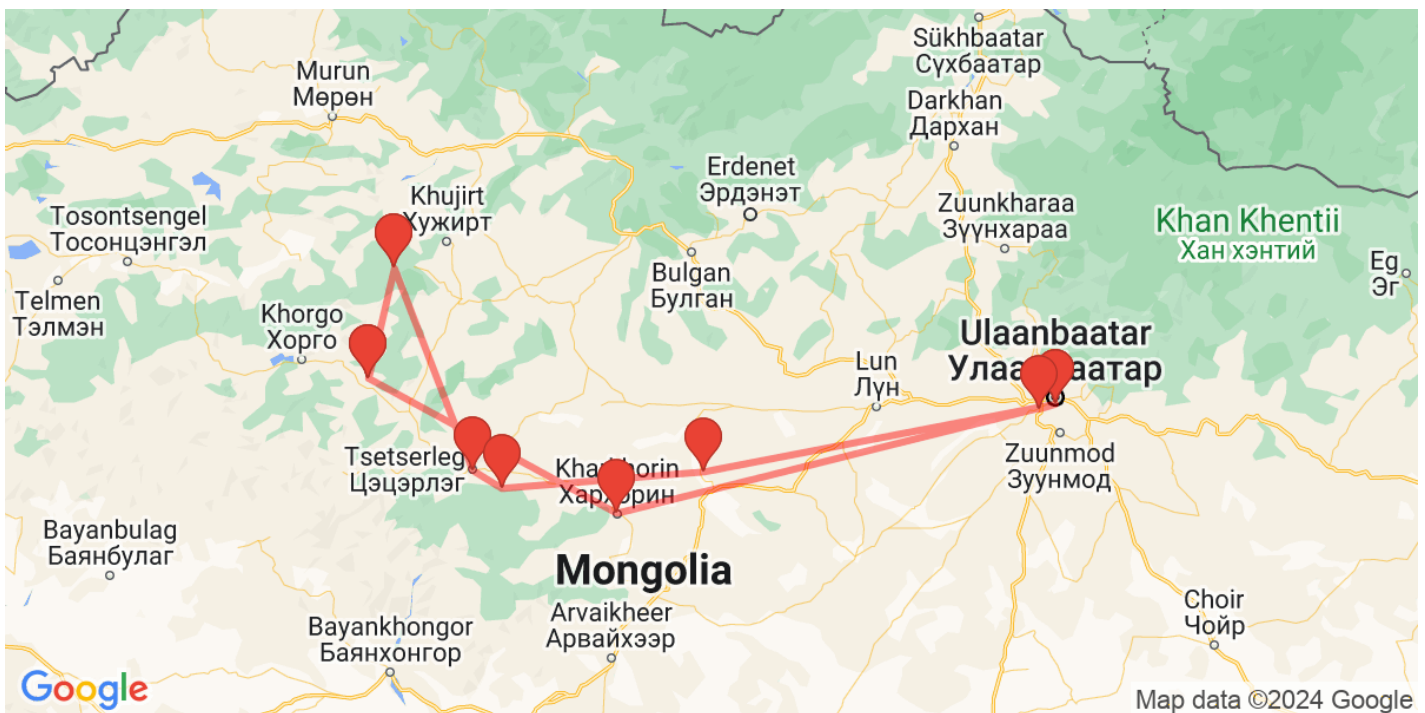 Sükhbaatar
Сүхбаатар
Murun
Мөрөн
Darkhan
Дархан
Erdenet
Эрдэнэт
Khujirt
Хужирт
Zuunkharaa
Зүүнхараа
Khan Khentii
Хан хэнтий
Tosontsengel
Тосонцэнгэл
Bulgan
Булган
Eg
Эг
Telmen
Тэлмэн
Khorgo
Хорго
Ulaanbaatar
Lun
Лүн
Tsetserleg
Цэцэрлэг
Zuunmod
Зуунмод
Bayanbulag
Баянбулаг
Mongolia
Choir
Чойр
Arvaikheer
Арвайхээр
Bayankhongor
Баянхонгор
Google
Map data ©2024 Google